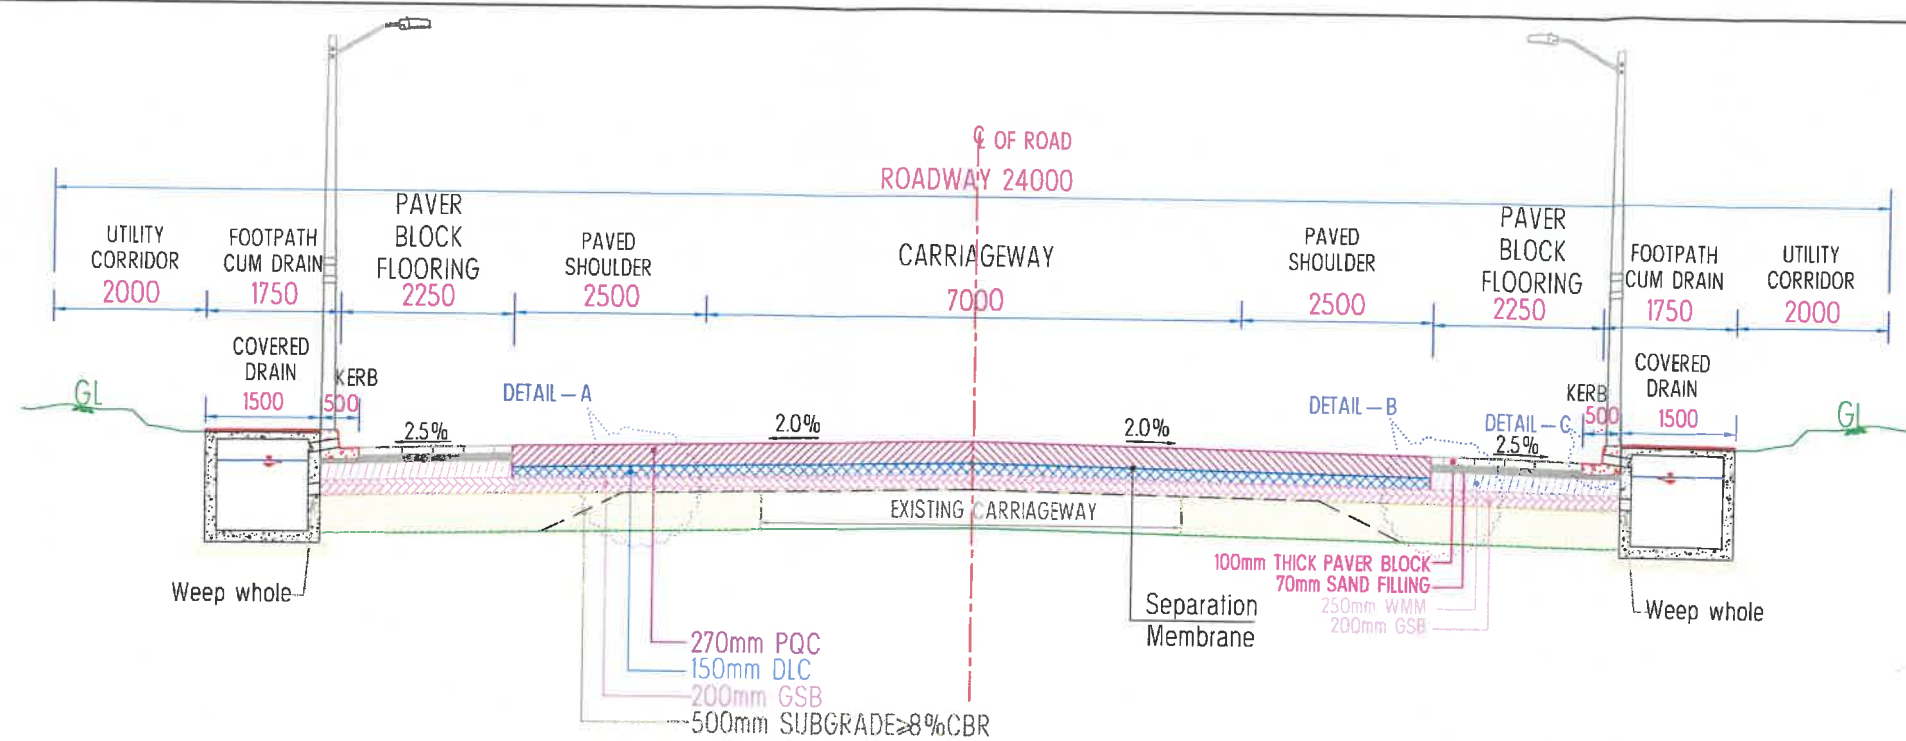 ℄ OF ROAD
ROADWAY 24000
UTILITY
CORRIDOR
2000
FOOTPATH
CUM DRAIN
1750
PAVER
BLOCK
FLOORING
2250
PAVED
SHOULDER
2500
CARRIAGEWAY
7000
PAVED
SHOULDER
2500
PAVER
BLOCK
FLOORING
2250
FOOTPATH
CUM DRAIN
1750
UTILITY
CORRIDOR
2000
COVERED
DRAIN
1500
KERB
500
KERB
500
COVERED
DRAIN
1500
GL
GL
DETAIL-A
DETAIL-B
DETAIL-C
2.5%
2.0%
2.0%
2.5%
EXISTING CARRIAGEWAY
Weep whole
Weep whole
100mm THICK PAVER BLOCK
70mm SAND FILLING
250mm WMM
200mm GSB
Separation
Membrane
270mm PQC
150mm DLC
200mm GSB
500mm SUBGRADE≥8%CBR